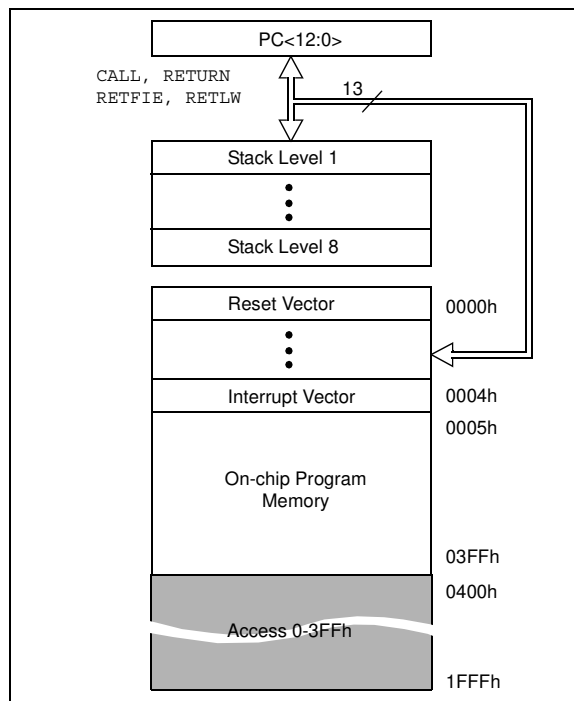 PC<12:0>
CALL, RETURN
RETFIE, RETLW
13
Stack Level 1
Stack Level 8
Reset Vector
0000h
Interrupt Vector
0004h
0005h
On-chip Program
Memory
03FFh
0400h
Access 0-3FFh
1FFFh